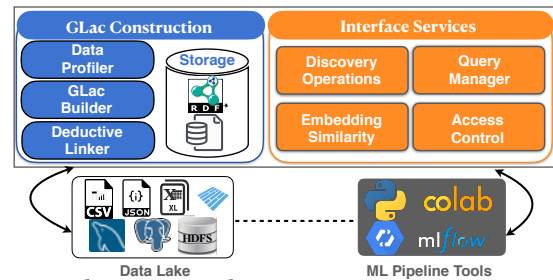 GLac Construction
Interface Services
Data
Profiler
GLac
Builder
Deductive
Linker
Storage
RDF
Discovery
Operations
Query
Manager
Embedding
Similarity
Access
Control
CSV
{i}
JSON
X
XL
HDFS
colab
mlflow
Data Lake
ML Pipeline Tools